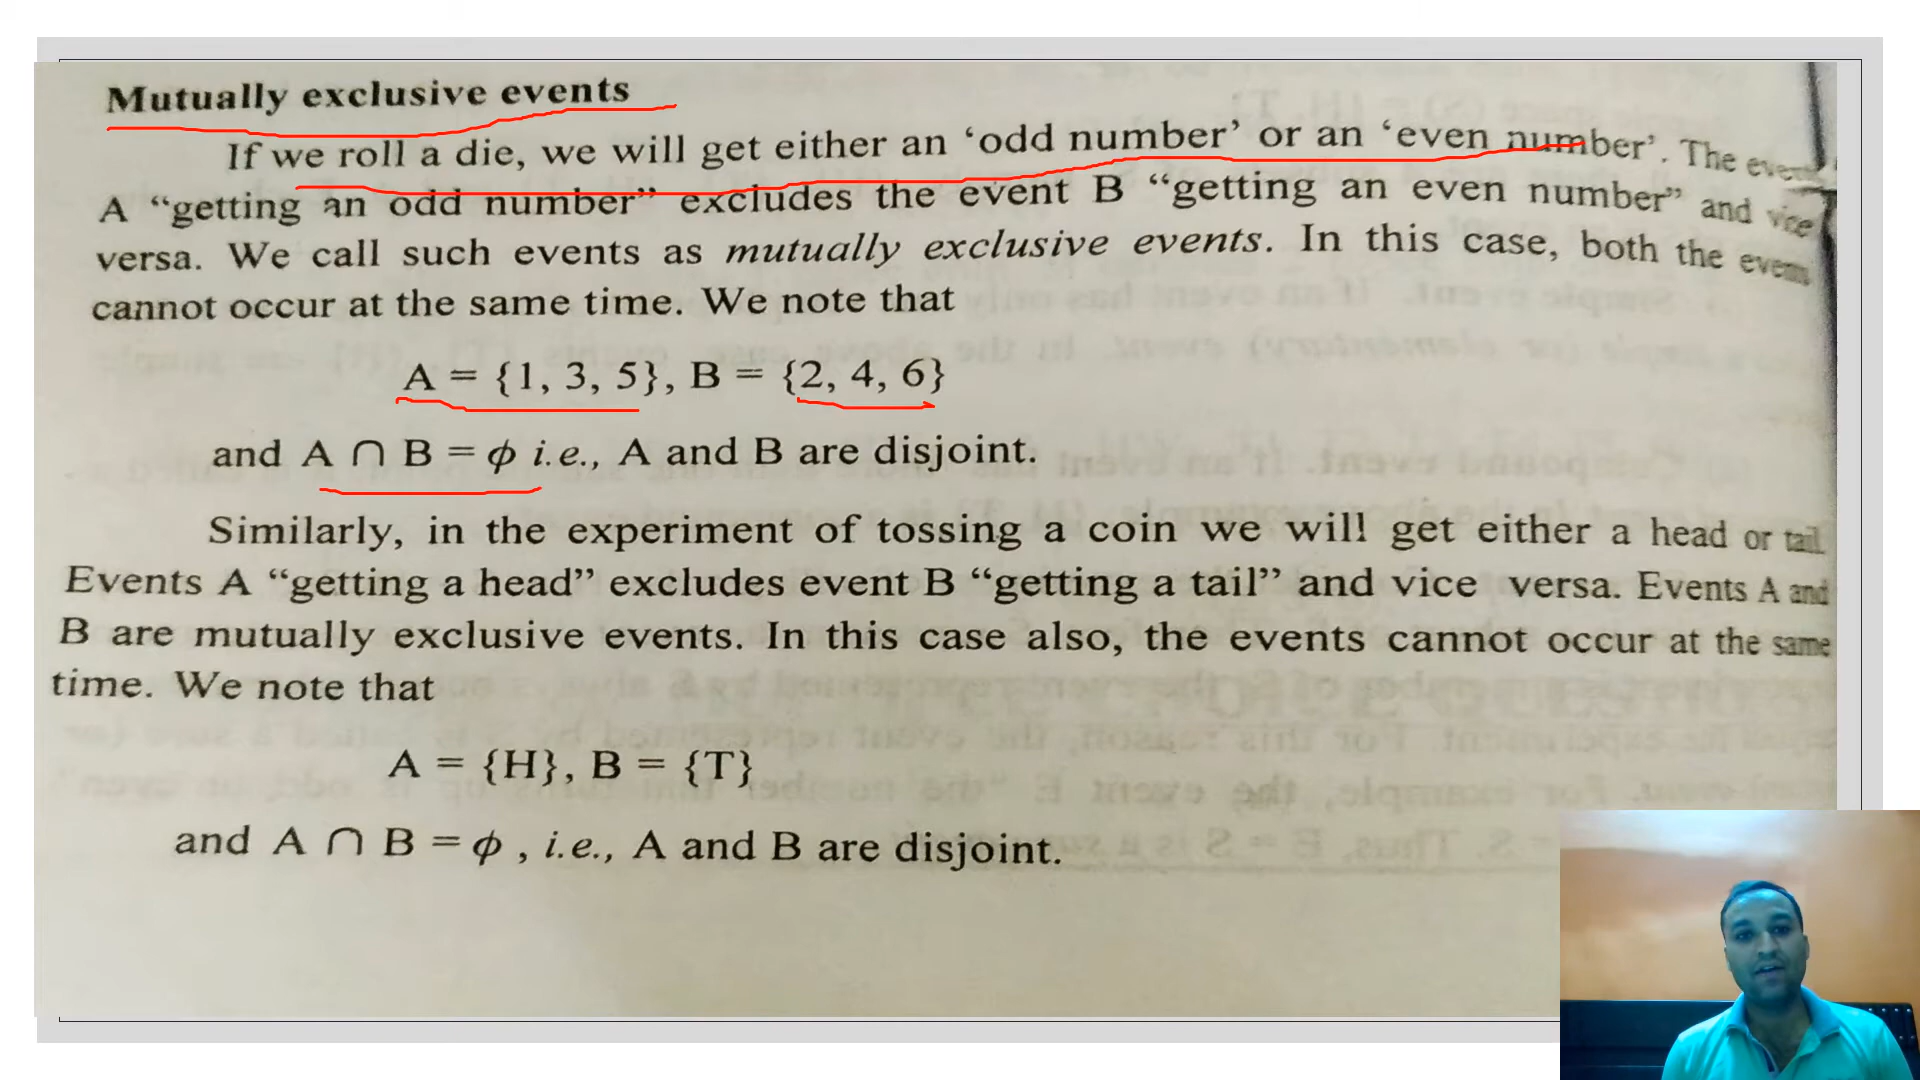 Mutually exclusive events
If we roll a die, we will get either an ‘odd number’ or an ‘even number’. The event
A “getting an odd number” excludes the event B “getting an even number” and vice
versa. We call such events as mutually exclusive events. In this case, both the events
cannot occur at the same time. We note that
A = {1, 3, 5}, B = {2, 4, 6}
and A ∩ B = ϕ i.e., A and B are disjoint.
Similarly, in the experiment of tossing a coin we will get either a head or tail
Events A “getting a head” excludes event B “getting a tail” and vice versa. Events A and
B are mutually exclusive events. In this case also, the events cannot occur at the same
time. We note that
A = {H}, B = {T}
and A ∩ B = ϕ , i.e., A and B are disjoint.